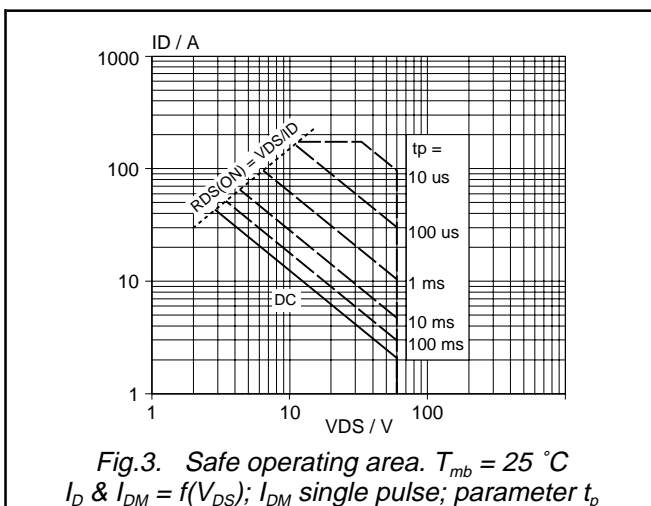 ID / A
1000
RDS(ON) = VDS/ID
tp =
100
10 us
100 us
10
1 ms
DC
10 ms
100 ms
1
1
10
100
VDS / V
Fig.3. Safe operating area. Tmb = 25 ˚C
ID & IDM = f(VDS); IDM single pulse; parameter tp